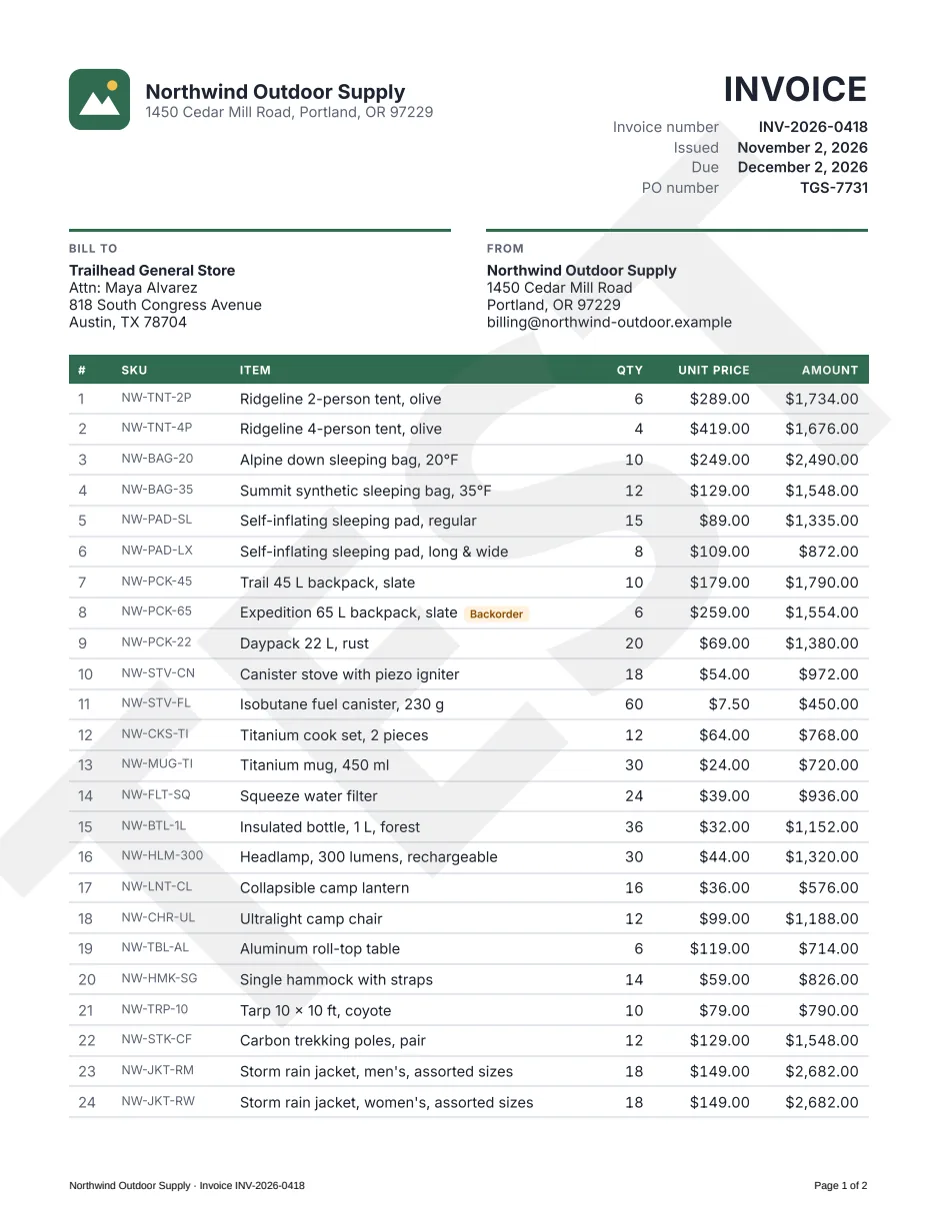 Northwind Outdoor Supply
1450 Cedar Mill Road, Portland, OR 97229
INVOICE
Invoice number INV-2026-0418
Issued November 2, 2026
Due December 2, 2026
PO number TGS-7731
BILL TO
Trailhead General Store
Attn: Maya Alvarez
818 South Congress Avenue
Austin, TX 78704
FROM
Northwind Outdoor Supply
1450 Cedar Mill Road
Portland, OR 97229
billing@northwind-outdoor.example
# SKU ITEM QTY UNIT PRICE AMOUNT
1 NW-TNT-2P Ridgeline 2-person tent, olive 6 $289.00 $1,734.00
2 NW-TNT-4P Ridgeline 4-person tent, olive 4 $419.00 $1,676.00
3 NW-BAG-20 Alpine down sleeping bag, 20°F 10 $249.00 $2,490.00
4 NW-BAG-35 Summit synthetic sleeping bag, 35°F 12 $129.00 $1,548.00
5 NW-PAD-SL Self-inflating sleeping pad, regular 15 $89.00 $1,335.00
6 NW-PAD-LX Self-inflating sleeping pad, long & wide 8 $109.00 $872.00
7 NW-PCK-45 Trail 45 L backpack, slate 10 $179.00 $1,790.00
8 NW-PCK-65 Expedition 65 L backpack, slate Backorder 6 $259.00 $1,554.00
9 NW-PCK-22 Daypack 22 L, rust 20 $69.00 $1,380.00
10 NW-STV-CN Canister stove with piezo igniter 18 $54.00 $972.00
11 NW-STV-FL Isobutane fuel canister, 230 g 60 $7.50 $450.00
12 NW-CKS-TI Titanium cook set, 2 pieces 12 $64.00 $768.00
13 NW-MUG-TI Titanium mug, 450 ml 30 $24.00 $720.00
14 NW-FLT-SQ Squeeze water filter 24 $39.00 $936.00
15 NW-BTL-1L Insulated bottle, 1 L, forest 36 $32.00 $1,152.00
16 NW-HLM-300 Headlamp, 300 lumens, rechargeable 30 $44.00 $1,320.00
17 NW-LNT-CL Collapsible camp lantern 16 $36.00 $576.00
18 NW-CHR-UL Ultralight camp chair 12 $99.00 $1,188.00
19 NW-TBL-AL Aluminum roll-top table 6 $119.00 $714.00
20 NW-HMK-SG Single hammock with straps 14 $59.00 $826.00
21 NW-TRP-10 Tarp 10 × 10 ft, coyote 10 $79.00 $790.00
22 NW-STK-CF Carbon trekking poles, pair 12 $129.00 $1,548.00
23 NW-JKT-RM Storm rain jacket, men's, assorted sizes 18 $149.00 $2,682.00
24 NW-JKT-RW Storm rain jacket, women's, assorted sizes 18 $149.00 $2,682.00
TEST
Northwind Outdoor Supply · Invoice INV-2026-0418
Page 1 of 2